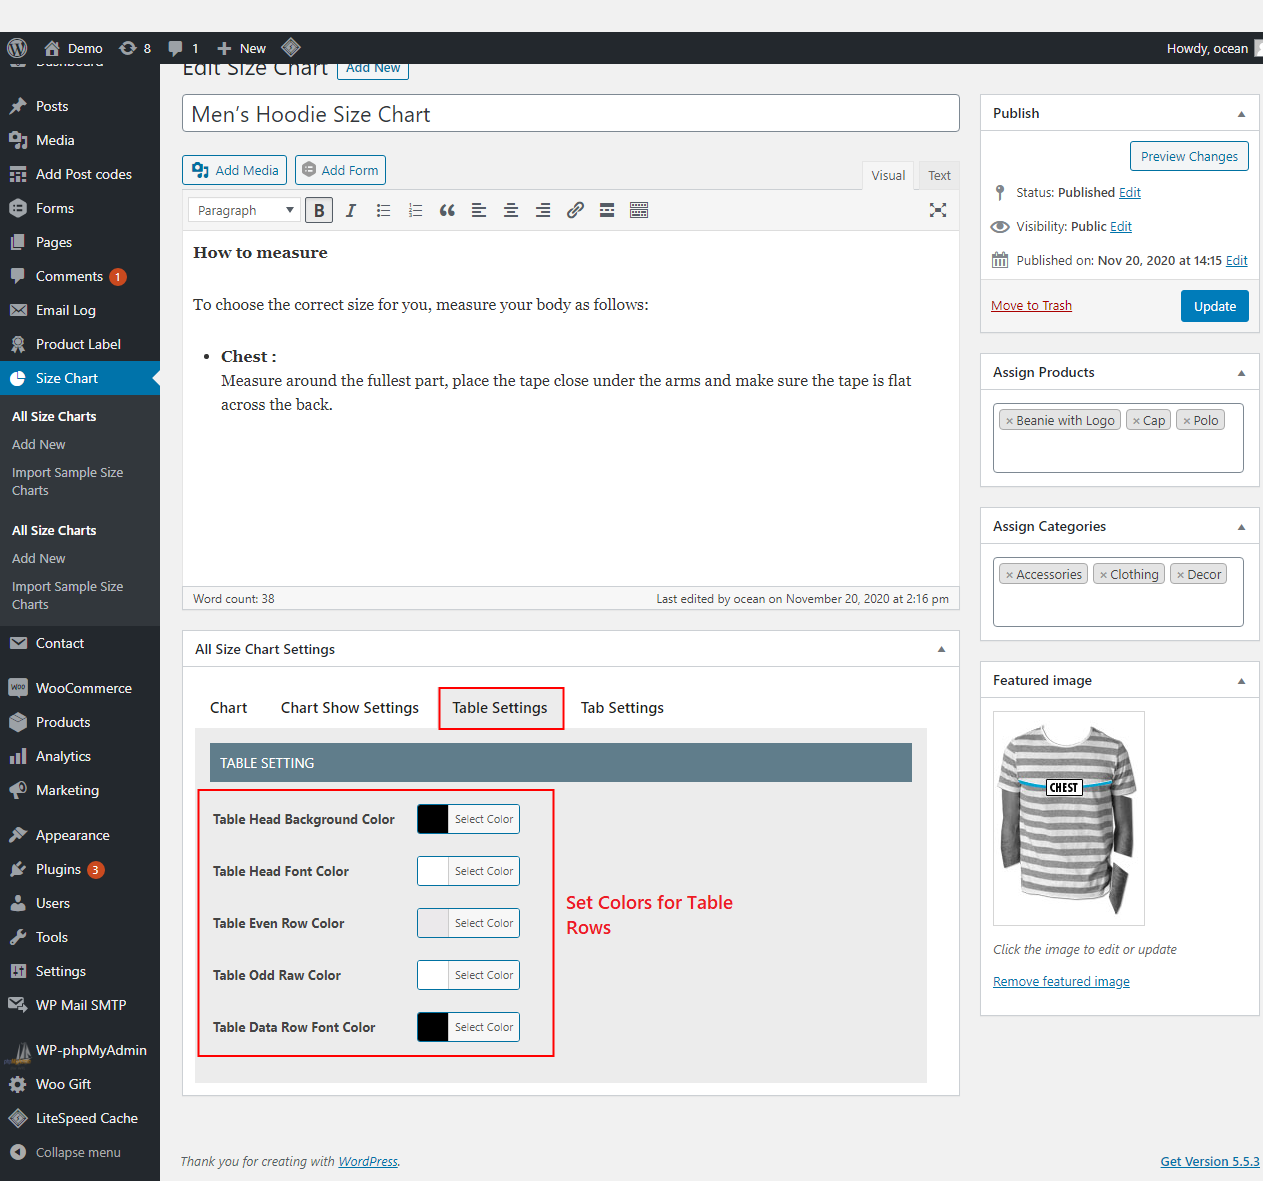 Demo
8
1
New
Howdy, ocean
Dashboard
Posts
Media
Add Post codes
Forms
Pages
Comments 1
Email Log
Product Label
Size Chart
All Size Charts
Add New
Import Sample Size
Charts
All Size Charts
Add New
Import Sample Size
Charts
Contact
WooCommerce
Products
Analytics
Marketing
Appearance
Plugins 3
Users
Tools
Settings
WP Mail SMTP
WP-phpMyAdmin
Woo Gift
LiteSpeed Cache
Collapse menu
Edit Size Chart
Add New
Men’s Hoodie Size Chart
Add Media
Add Form
Visual
Text
Paragraph
B
I
How to measure
To choose the correct size for you, measure your body as follows:
• Chest :
Measure around the fullest part, place the tape close under the arms and make sure the tape is flat
across the back.
Word count: 38
Last edited by ocean on November 20, 2020 at 2:16 pm
All Size Chart Settings
Chart
Chart Show Settings
Table Settings
Tab Settings
TABLE SETTING
Table Head Background Color
Select Color
Table Head Font Color
Select Color
Table Even Row Color
Select Color
Table Odd Raw Color
Select Color
Table Data Row Font Color
Select Color
Set Colors for Table
Rows
Publish
Preview Changes
Status: Published Edit
Visibility: Public Edit
Published on: Nov 20, 2020 at 14:15 Edit
Move to Trash
Update
Assign Products
× Beanie with Logo
× Cap
× Polo
Assign Categories
× Accessories
× Clothing
× Decor
Featured image
CHEST
Click the image to edit or update
Remove featured image
Thank you for creating with WordPress.
Get Version 5.5.3